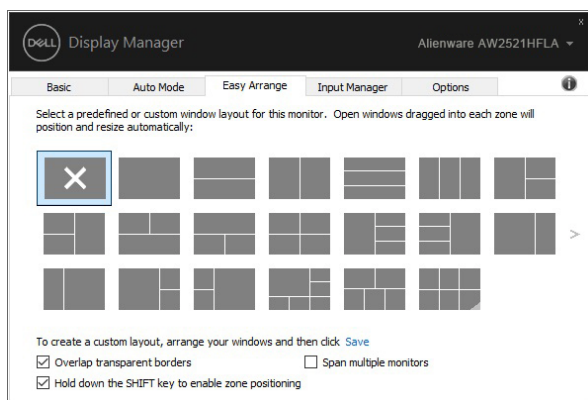 DELL Display Manager
Alienware AW2521HFLA
x
Basic Auto Mode Easy Arrange Input Manager Options
Select a predefined or custom window layout for this monitor. Open windows dragged into each zone will
position and resize automatically:
To create a custom layout, arrange your windows and then click Save
Overlap transparent borders Span multiple monitors
Hold down the SHIFT key to enable zone positioning